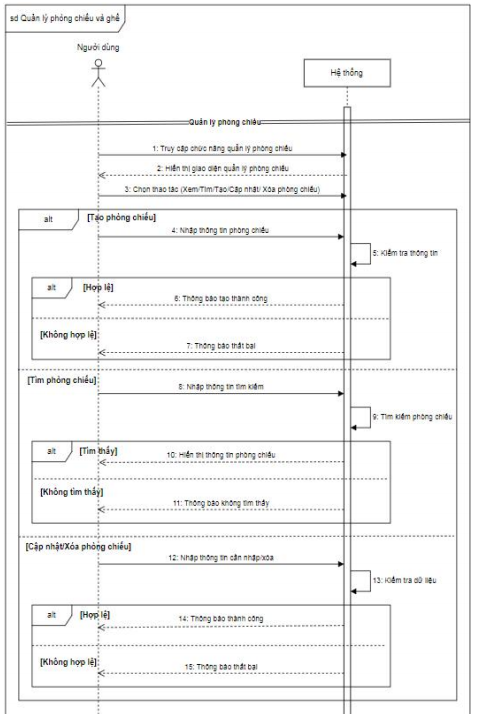 sd Quản lý phòng chiếu và ghế
Người dùng
Hệ thống
Quản lý phòng chiếu
1: Truy cập chức năng quản lý phòng chiếu
2: Hiển thị giao diện quản lý phòng chiếu
3: Chọn thao tác (Xem/Tìm/Tạo/Cập nhật/ Xóa phòng chiếu)
alt [Tạo phòng chiếu]
4: Nhập thông tin phòng chiếu
5: Kiểm tra thông tin
alt [Hợp lệ]
6: Thông báo tạo thành công
[Không hợp lệ]
7: Thông báo thất bại
[Tìm phòng chiếu]
8: Nhập thông tin tìm kiếm
9: Tìm kiếm phòng chiếu
alt [Tìm thấy]
10: Hiển thị thông tin phòng chiếu
[Không tìm thấy]
11: Thông báo không tìm thấy
[Cập nhật/Xóa phòng chiếu]
12: Nhập thông tin cần nhập/xóa
13: Kiểm tra dữ liệu
alt [Hợp lệ]
14: Thông báo thành công
[Không hợp lệ]
15: Thông báo thất bại